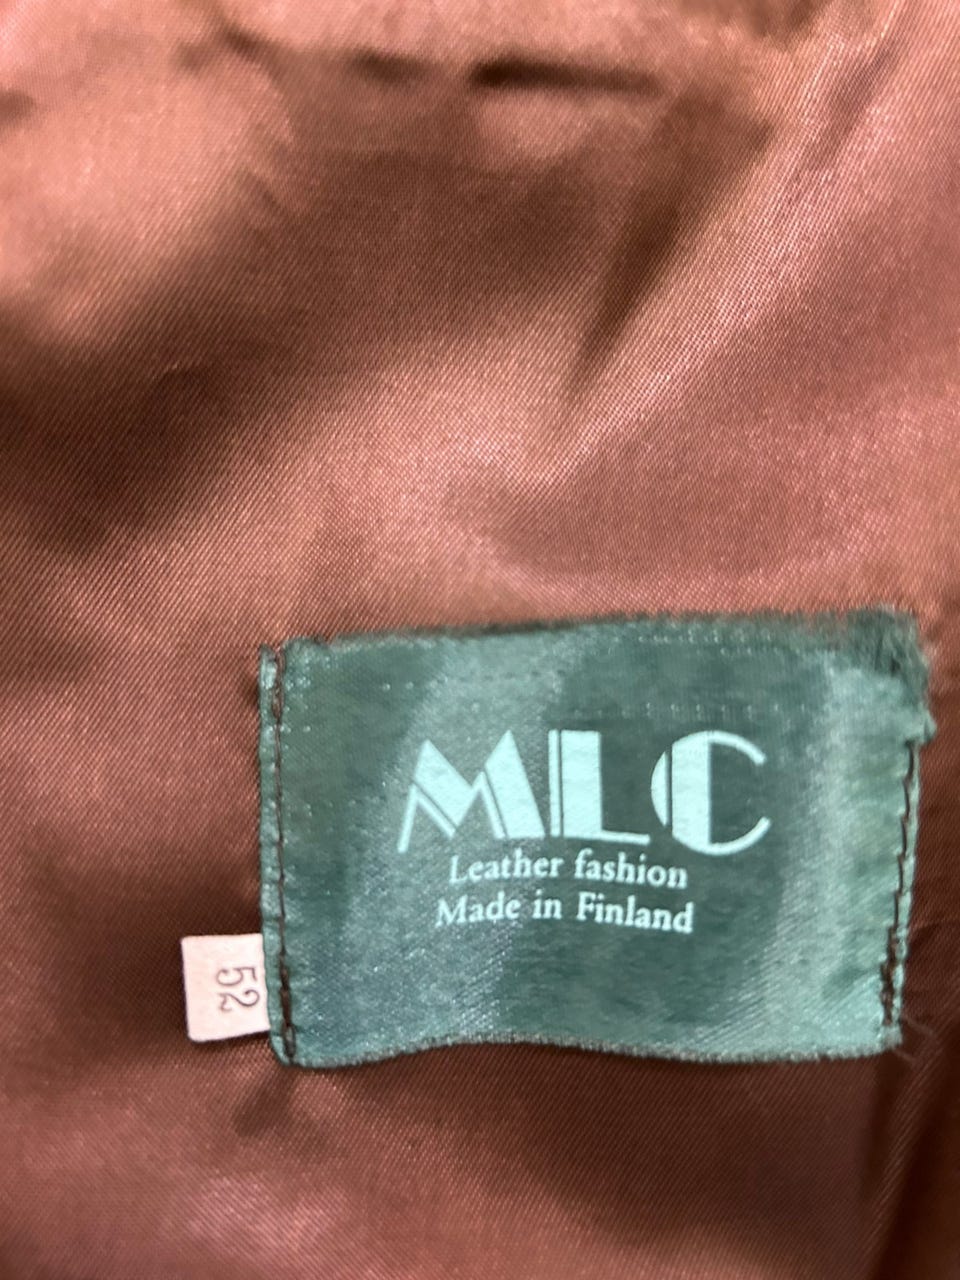 MLC
Leather fashion
Made in Finland
52